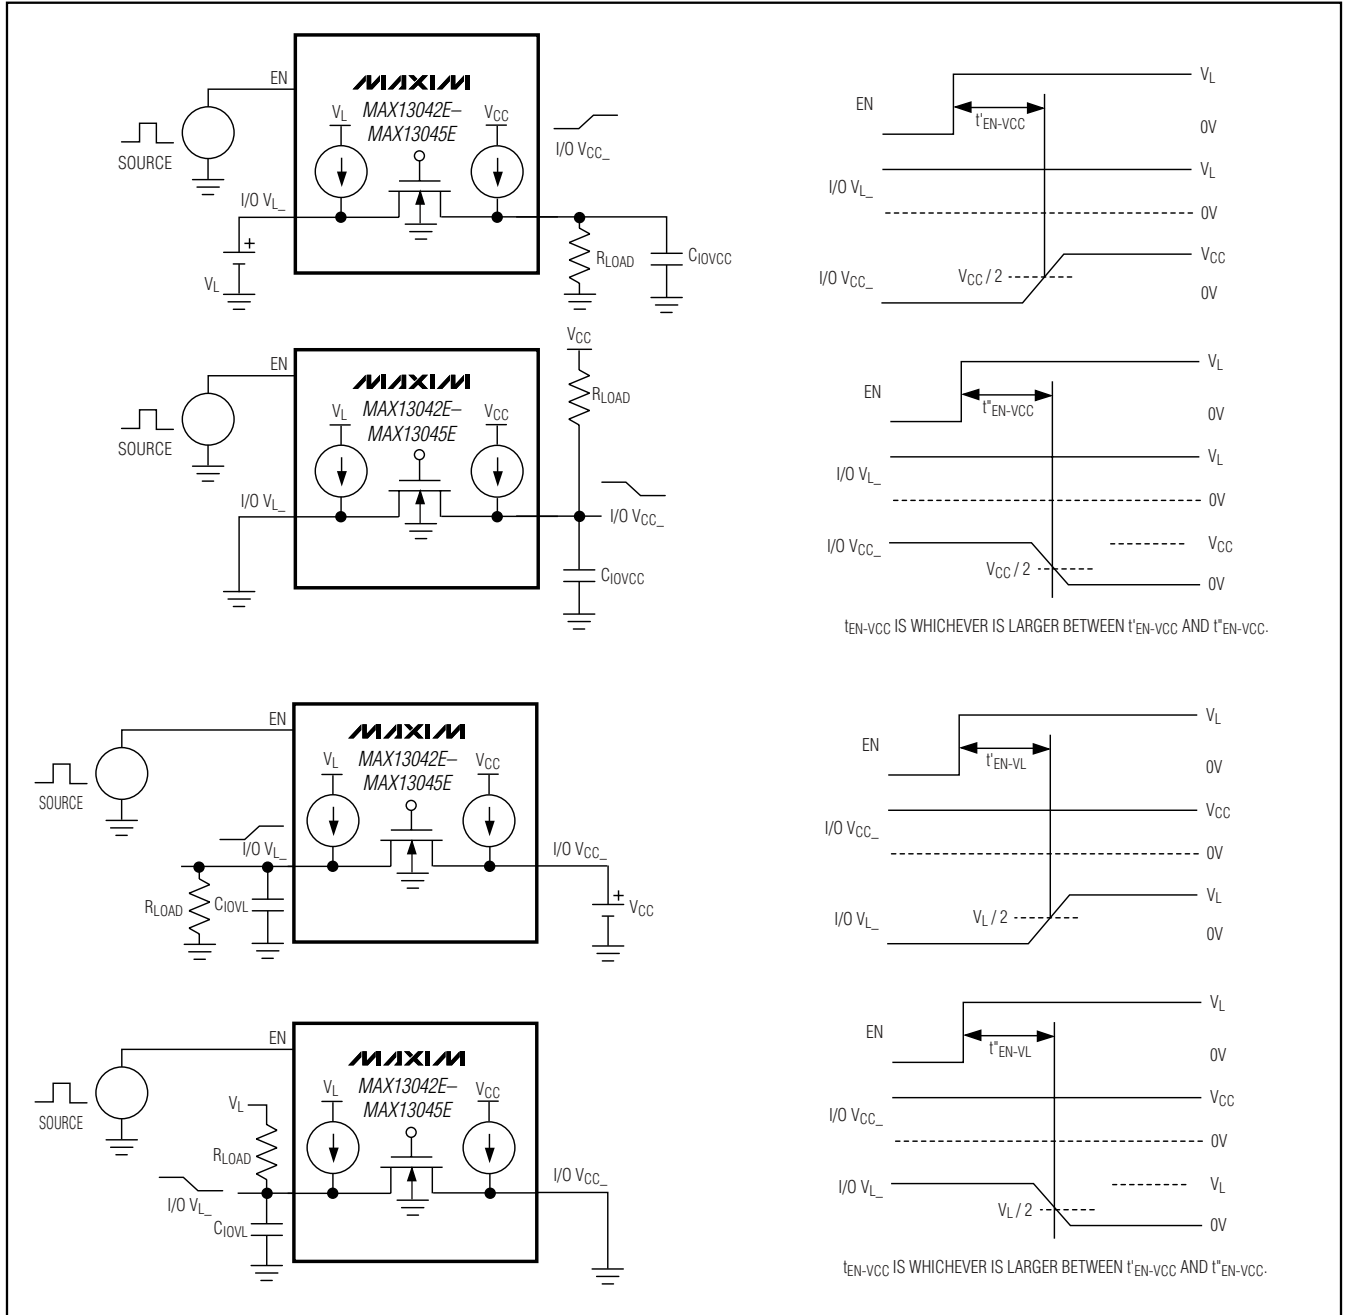 EN
MAXIM
MAX13042E–
MAX13045E
VL
VCC
SOURCE
I/O VL_
I/O VCC_
VL
RLOAD
CIOVCC
EN
VL
0V
t'EN-VCC
I/O VL_
VL
0V
I/O VCC_
VCC / 2
VCC
0V
EN
MAXIM
MAX13042E–
MAX13045E
VL
VCC
SOURCE
I/O VL_
VCC
RLOAD
I/O VCC_
CIOVCC
EN
VL
0V
t"EN-VCC
I/O VL_
VL
0V
I/O VCC_
VCC / 2
VCC
0V
tEN-VCC IS WHICHEVER IS LARGER BETWEEN t'EN-VCC AND t"EN-VCC.
EN
MAXIM
MAX13042E–
MAX13045E
VL
VCC
SOURCE
I/O VL_
I/O VCC_
RLOAD
CIOVL
VCC
EN
VL
0V
t'EN-VL
I/O VCC_
VCC
0V
I/O VL_
VL / 2
VL
0V
EN
MAXIM
MAX13042E–
MAX13045E
VL
VCC
SOURCE
VL
RLOAD
I/O VL_
CIOVL
I/O VCC_
EN
VL
0V
t"EN-VL
I/O VCC_
VCC
0V
I/O VL_
VL / 2
VL
0V
tEN-VCC IS WHICHEVER IS LARGER BETWEEN t'EN-VCC AND t"EN-VCC.